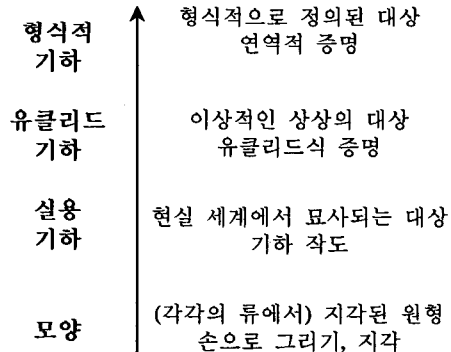 형식적
기하
형식적으로 정의된 대상
연역적 증명
유클리드
기하
이상적인 상상의 대상
유클리드식 증명
실용
기하
현실 세계에서 묘사되는 대상
기하 작도
모양
(각각의 류에서) 지각된 원형
손으로 그리기, 지각